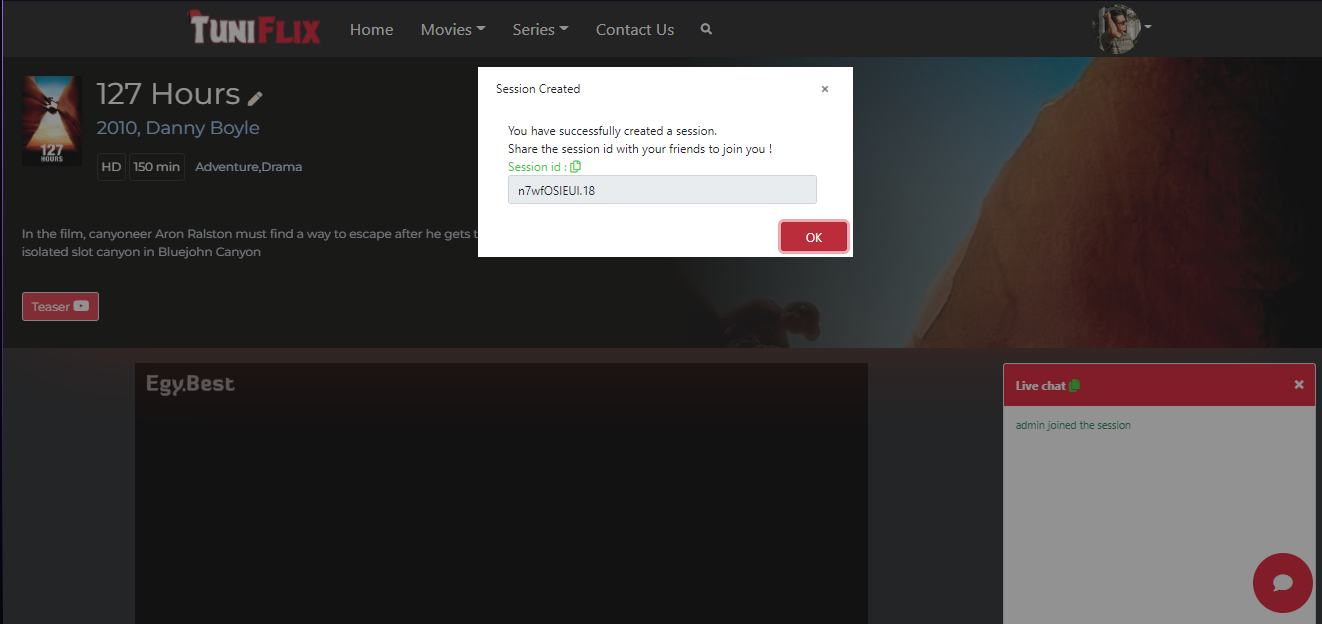 TUNIFLIX
Home
Movies
Series
Contact Us
127 Hours
2010, Danny Boyle
HD
150 min
Adventure,Drama
127
HOURS
In the film, canyoneer Aron Ralston must find a way to escape after he gets
isolated slot canyon in Bluejohn Canyon
Teaser
Session Created
×
You have successfully created a session.
Share the session id with your friends to join you !
Session id :
n7wfOSIEUI.18
OK
Egy.Best
Live chat
×
admin joined the session